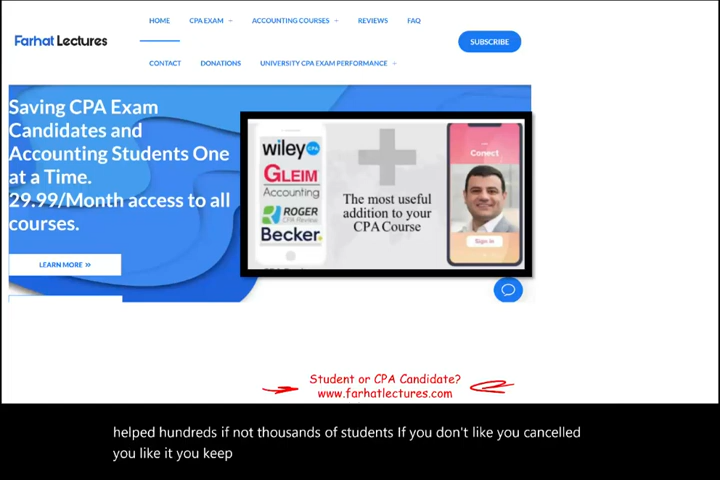 HOME CPA EXAM ACCOUNTING COURSES REVIEWS FAQ
Farhat Lectures
SUBSCRIBE
CONTACT DONATIONS UNIVERSITY CPA EXAM PERFORMANCE
Saving CPA Exam
Candidates and
Accounting Students One
at a Time.
29.99/Month access to all
courses.
LEARN MORE »
wiley CPA
GLEIM
Accounting
ROGER
CPA Review
Becker.
The most useful
addition to your
CPA Course
Conect
Sign in
Student or CPA Candidate?
www.farhatlectures.com
helped hundreds if not thousands of students If you don't like you cancelled
you like it you keep